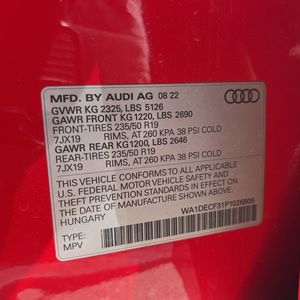 MFD. BY AUDI AG 08 22
GVWR KG 2325, LBS 5126
GAWR FRONT KG 1220, LBS 2690
FRONT-TIRES 235/50 R19
7JX19 RIMS, AT 260 KPA 38 PSI COLD
GAWR REAR KG1200, LBS 2646
REAR-TIRES 235/50 R19
7JX19 RIMS, AT 260 KPA 38 PSI COLD
THIS VEHICLE CONFORMS TO ALL APPLICABLE
U.S. FEDERAL MOTOR VEHICLE SAFETY, BUMPER, AND
THEFT PREVENTION STANDARDS IN EFFECT ON THE
DATE OF MANUFACTURE SHOWN ABOVE.
HUNGARY
WA1DECF31P1026806
TYPE:
MPV